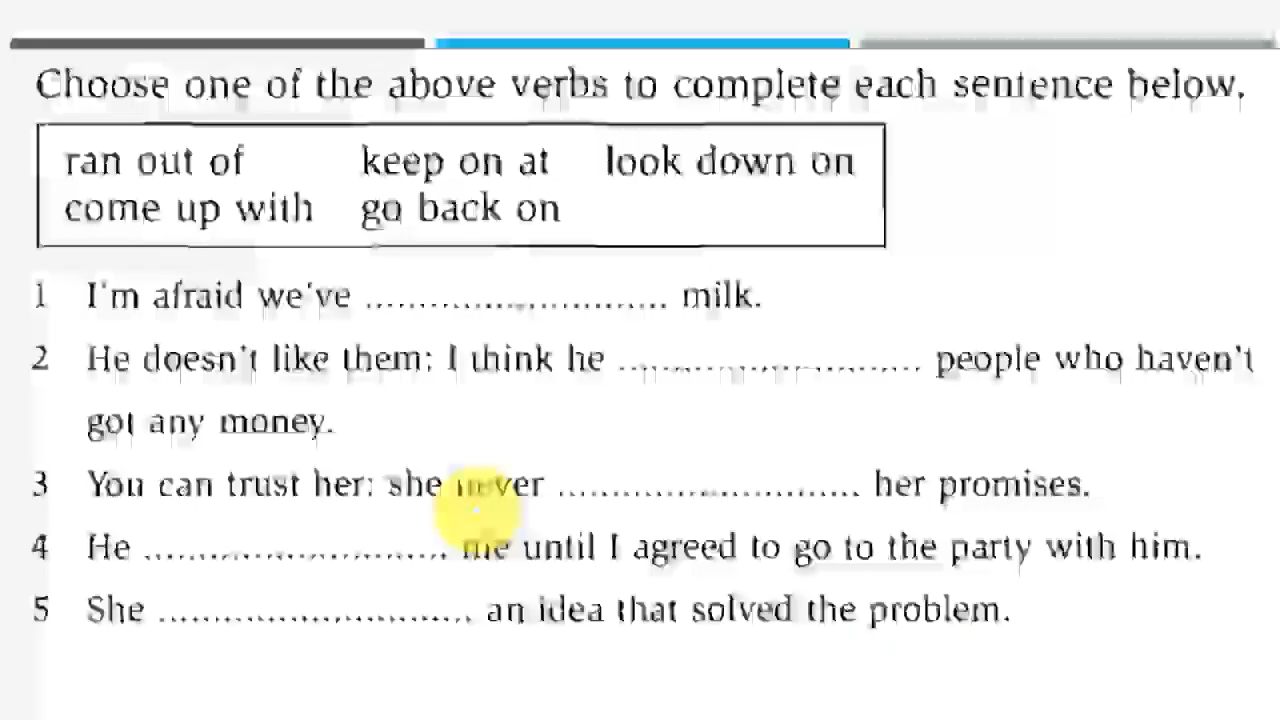 Choose one of the above verbs to complete each sentence below.
ran out of keep on at look down on
come up with go back on
1 I'm afraid we've .............................. milk.
2 He doesn't like them: I think he .............................. people who haven't
got any money.
3 You can trust her: she never .............................. her promises.
4 He .............................. me until I agreed to go to the party with him.
5 She .............................. an idea that solved the problem.